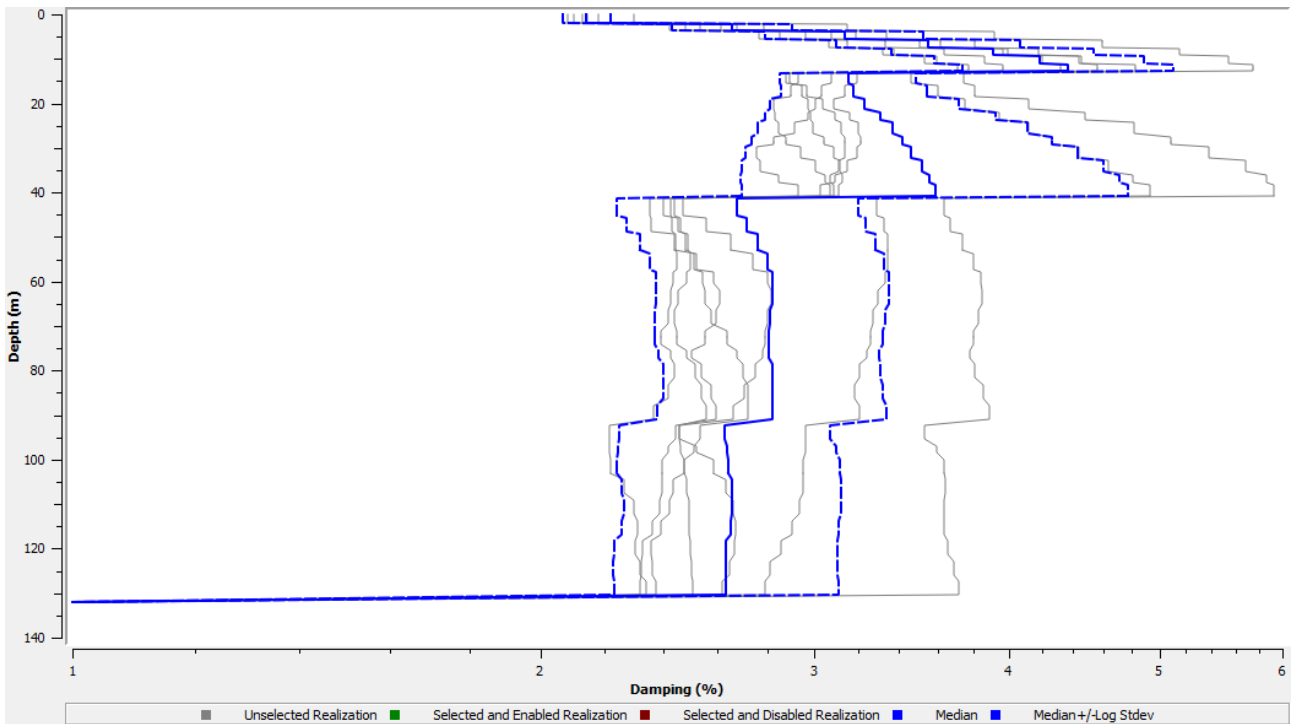 0
20
40
60
80
100
120
140
Depth (m)
1 2 3 4 5 6
Damping (%)
Unselected Realization Selected and Enabled Realization Selected and Disabled Realization Median Median+/-Log Stdev